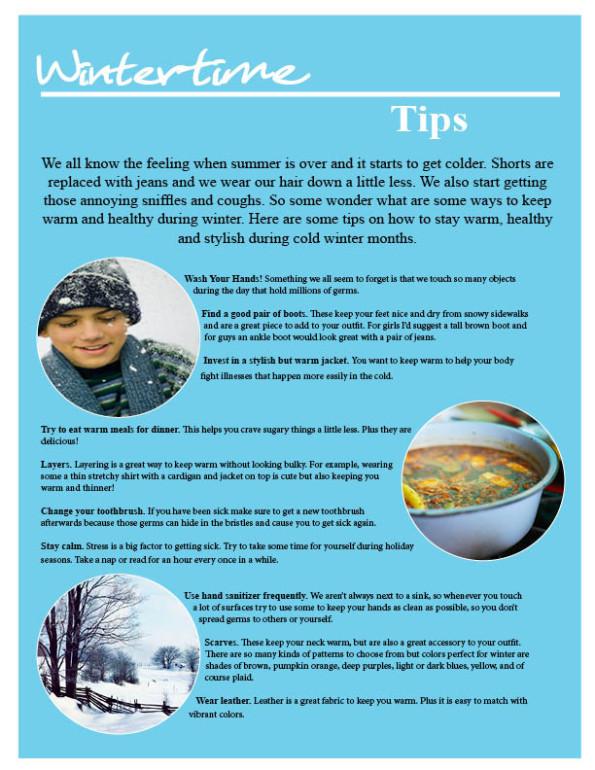 Wintertime
Tips
We all know the feeling when summer is over and it starts to get colder. Shorts are
replaced with jeans and we wear our hair down a little less. We also start getting
those annoying sniffles and coughs. So some wonder what are some ways to keep
warm and healthy during winter. Here are some tips on how to stay warm, healthy
and stylish during cold winter months.
Wash Your Hands! Something we all seem to forget is that we touch so many objects
during the day that hold millions of germs.
Find a good pair of boots. These keep your feet nice and dry from snowy sidewalks
and are a great piece to add to your outfit. For girls I'd suggest a tall brown boot and
for guys an ankle boot would look great with a pair of jeans.
Invest in a stylish but warm jacket. You want to keep warm to help your body
fight illnesses that happen more easily in the cold.
Try to eat warm meals for dinner. This helps you crave sugary things a little less. Plus they are
delicious!
Layers. Layering is a great way to keep warm without looking bulky. For example, wearing
some a thin stretchy shirt with a cardigan and jacket on top is cute but also keeping you
warm and thinner!
Change your toothbrush. If you have been sick make sure to get a new toothbrush
afterwards because those germs can hide in the bristles and cause you to get sick again.
Stay calm. Stress is a big factor to getting sick. Try to take some time for yourself during holiday
seasons. Take a nap or read for an hour every once in a while.
Use hand sanitizer frequently. We aren't always next to a sink, so whenever you touch
a lot of surfaces try to use some to keep your hands as clean as possible, so you don't
spread germs to others or yourself.
Scarves. These keep your neck warm, but are also a great accessory to your outfit.
There are so many kinds of patterns to choose from but colors perfect for winter are
shades of brown, pumpkin orange, deep purples, light or dark blues, yellow, and of
course plaid.
Wear leather. Leather is a great fabric to keep you warm. Plus it is easy to match with
vibrant colors.